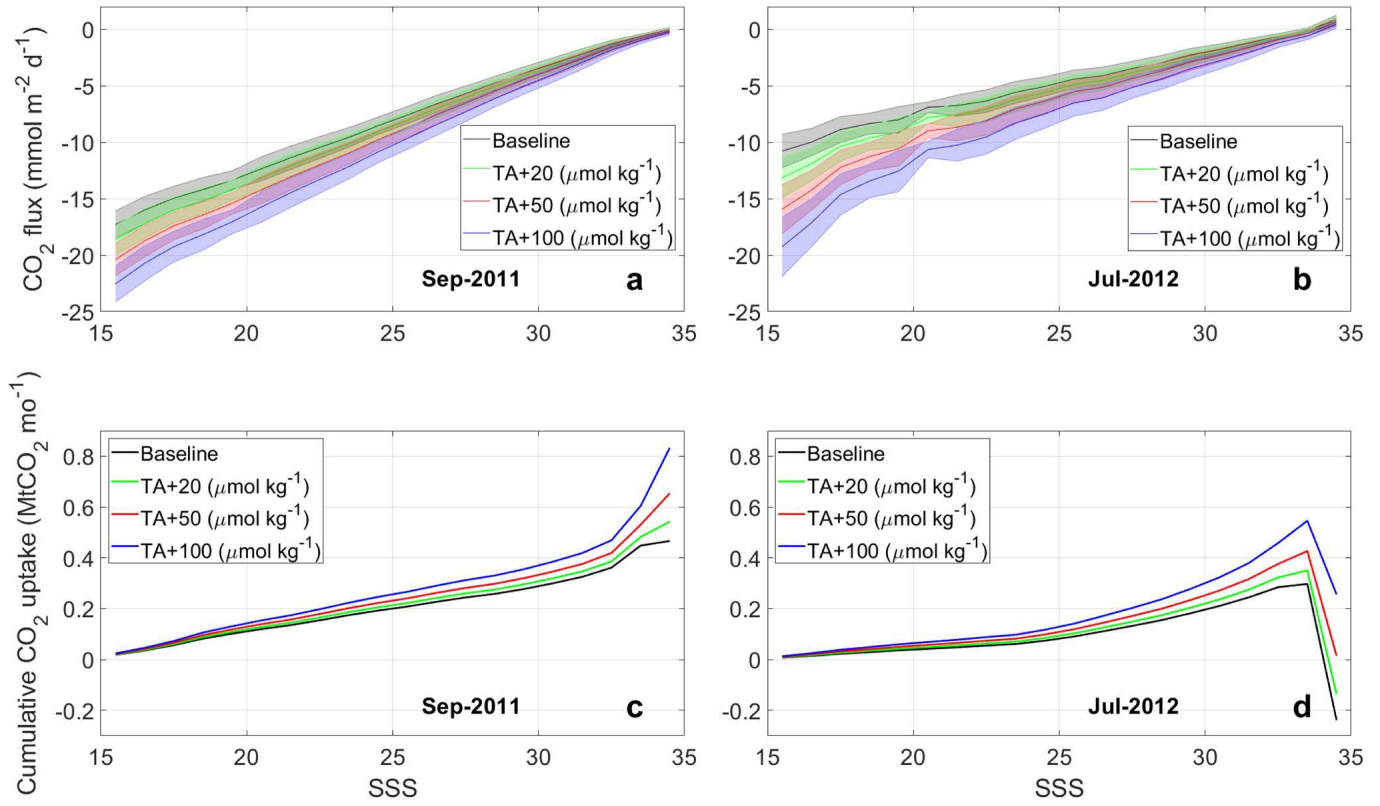 CO2 flux (mmol m-2 d-1)
0
-5
-10
-15
-20
-25
15
20
25
30
35
Baseline
TA+20 (μmol kg-1)
TA+50 (μmol kg-1)
TA+100 (μmol kg-1)
Sep-2011
a
0
-5
-10
-15
-20
-25
15
20
25
30
35
Baseline
TA+20 (μmol kg-1)
TA+50 (μmol kg-1)
TA+100 (μmol kg-1)
Jul-2012
b
Cumulative CO2 uptake (MtCO2 mo-1)
0.8
0.6
0.4
0.2
0
-0.2
15
20
25
30
35
SSS
Baseline
TA+20 (μmol kg-1)
TA+50 (μmol kg-1)
TA+100 (μmol kg-1)
Sep-2011
c
0.8
0.6
0.4
0.2
0
-0.2
15
20
25
30
35
SSS
Baseline
TA+20 (μmol kg-1)
TA+50 (μmol kg-1)
TA+100 (μmol kg-1)
Jul-2012
d